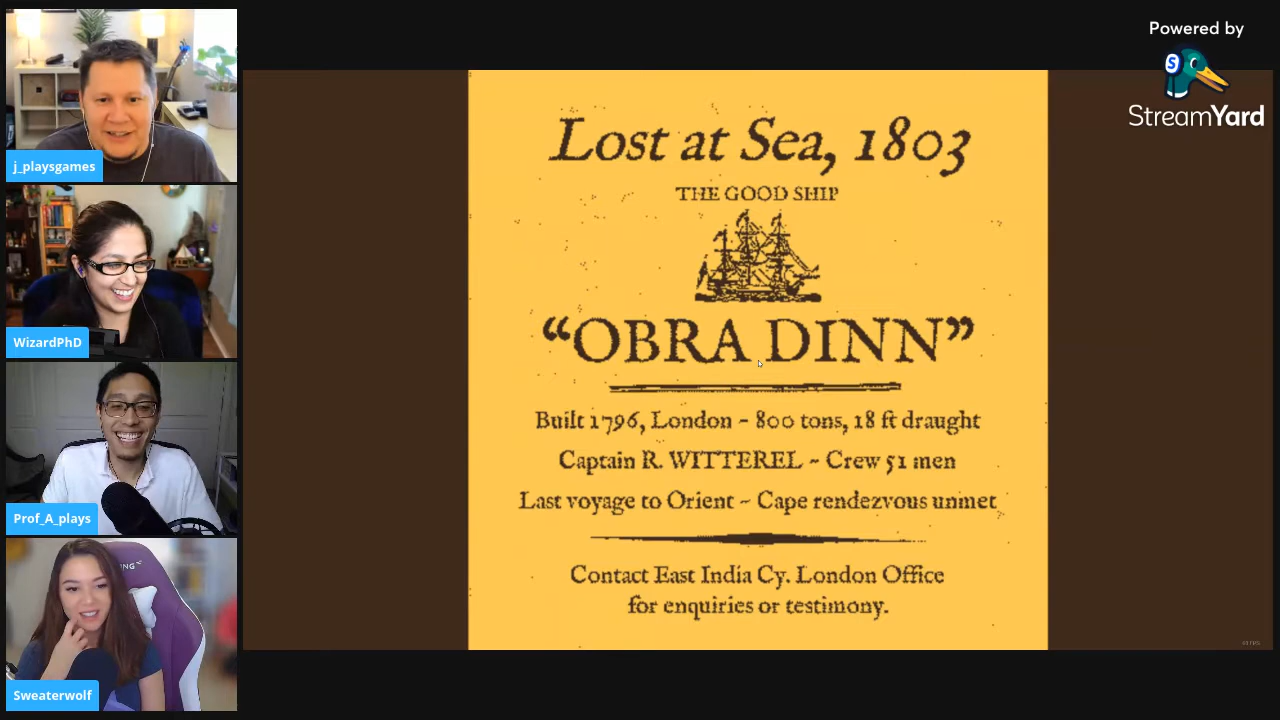 j_playsgames
WizardPhD
Prof_A_plays
Sweaterwolf
Powered by
S
StreamYard
Lost at Sea, 1803
THE GOOD SHIP
“OBRA DINN”
Built 1796, London ~ 800 tons, 18 ft draught
Captain R. WITTEREL ~ Crew 51 men
Last voyage to Orient ~ Cape rendezvous unmet
Contact East India Cy. London Office
for enquiries or testimony.